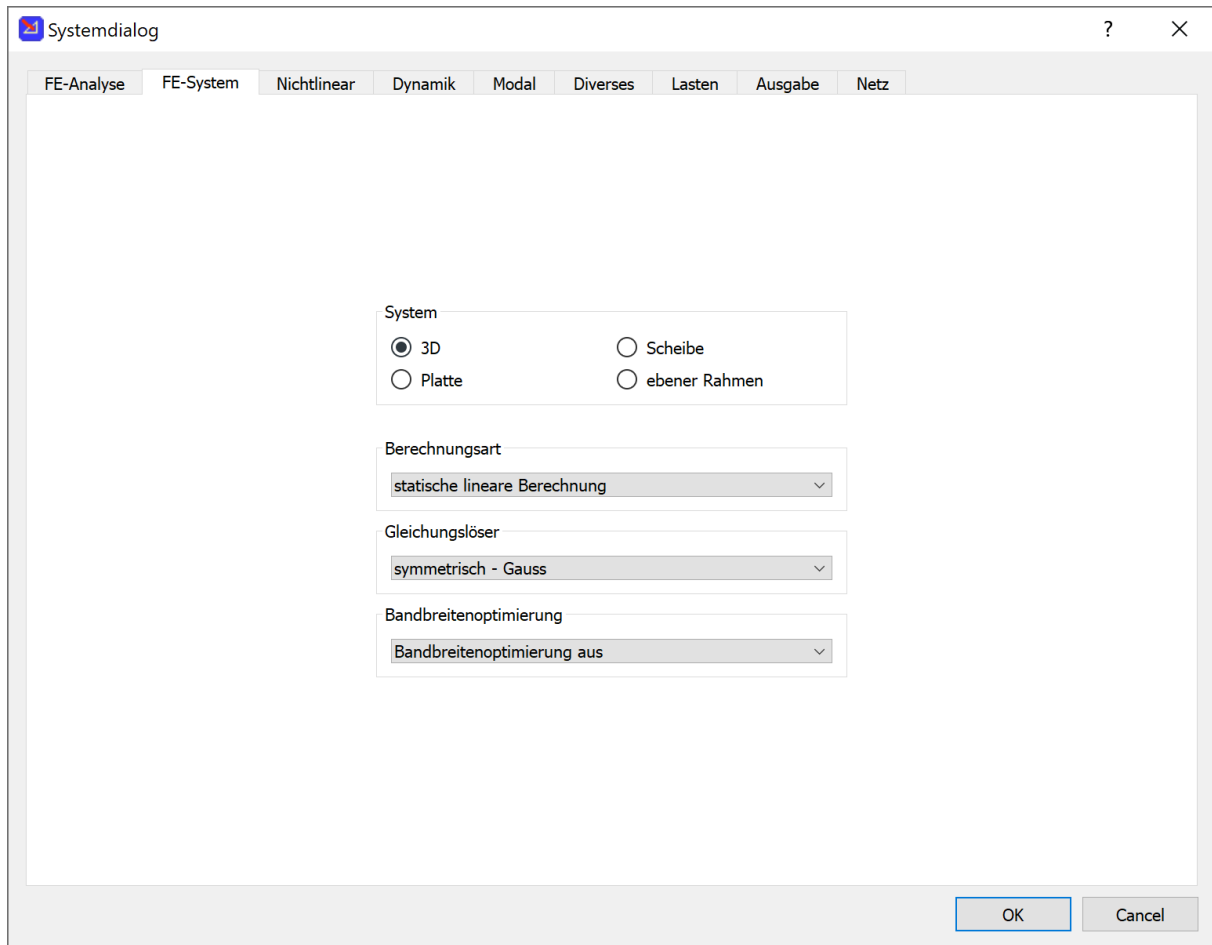 Systemdialog
?
FE-Analyse FE-System Nichtlinear Dynamik Modal Diverses Lasten Ausgabe Netz
System
3D Scheibe
Platte ebener Rahmen
Berechnungsart
statische lineare Berechnung
Gleichungslöser
symmetrisch - Gauss
Bandbreitenoptimierung
Bandbreitenoptimierung aus
OK Cancel